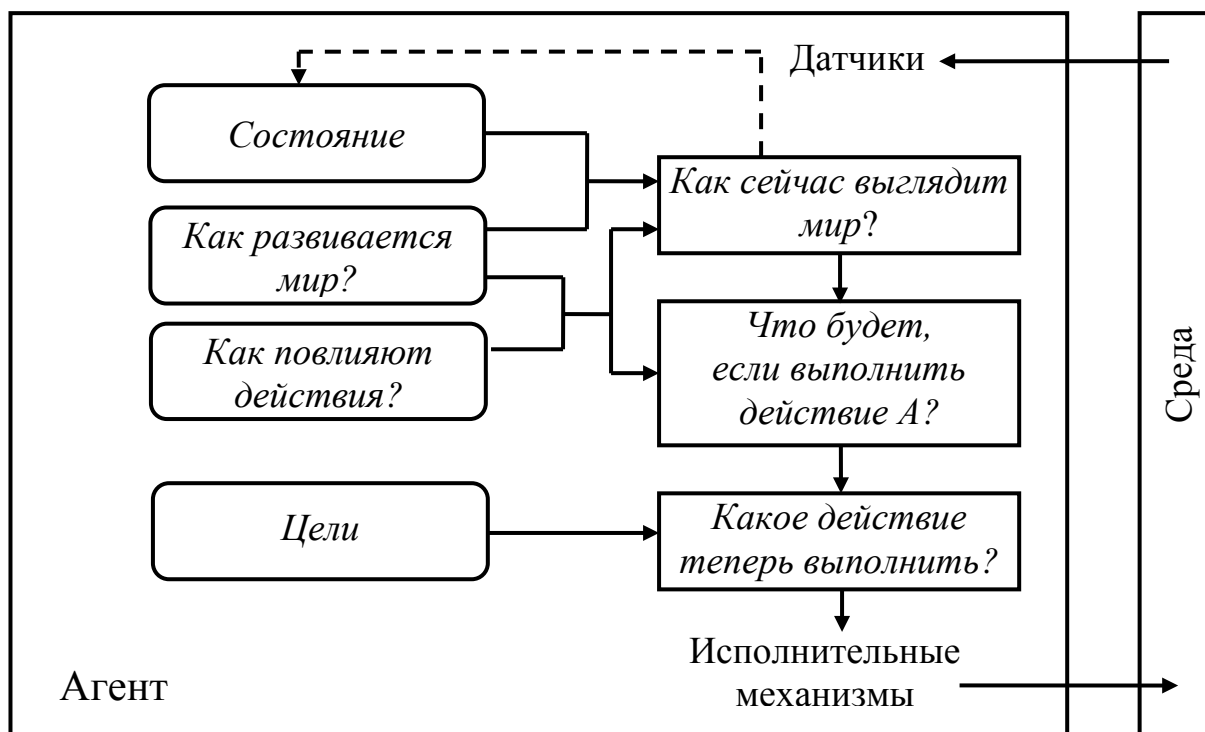 Датчики
Состояние
Как сейчас выглядит
мир?
Как развивается
мир?
Что будет,
если выполнить
действие А?
Как повлияют
действия?
Среда
Цели
Какое действие
теперь выполнить?
Исполнительные
механизмы
Агент